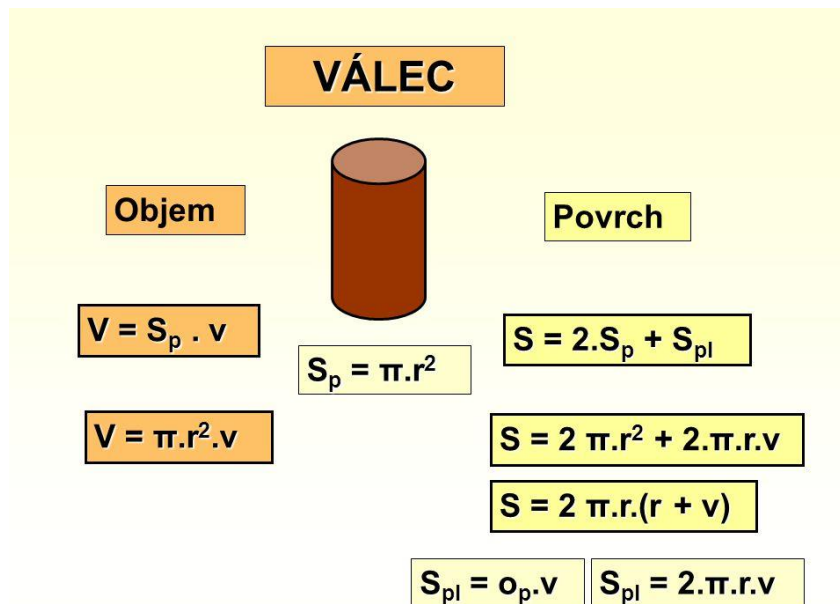 VÁLEC
Objem
Povrch
V = Sₚ . v
S = 2.Sₚ + Sₚₗ
Sₚ = π.r²
V = π.r².v
S = 2 π.r² + 2.π.r.v
S = 2 π.r.(r + v)
Sₚₗ = oₚ.v
Sₚₗ = 2.π.r.v